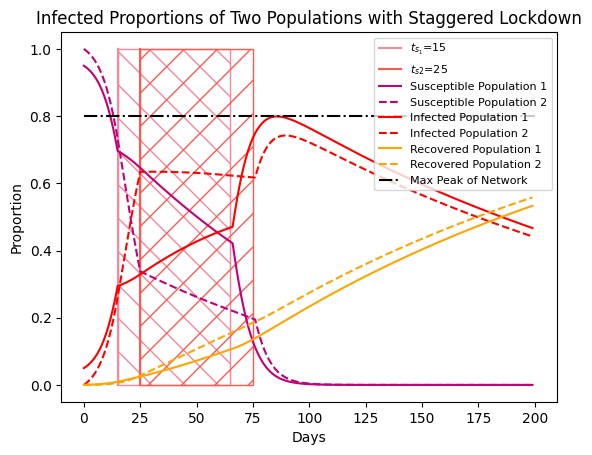 Infected Proportions of Two Populations with Staggered Lockdown
1.0
0.8
0.6
0.4
0.2
0.0
Proportion
t_{s_1}=15
t_{s2}=25
Susceptible Population 1
Susceptible Population 2
Infected Population 1
Infected Population 2
Recovered Population 1
Recovered Population 2
Max Peak of Network
0 25 50 75 100 125 150 175 200
Days